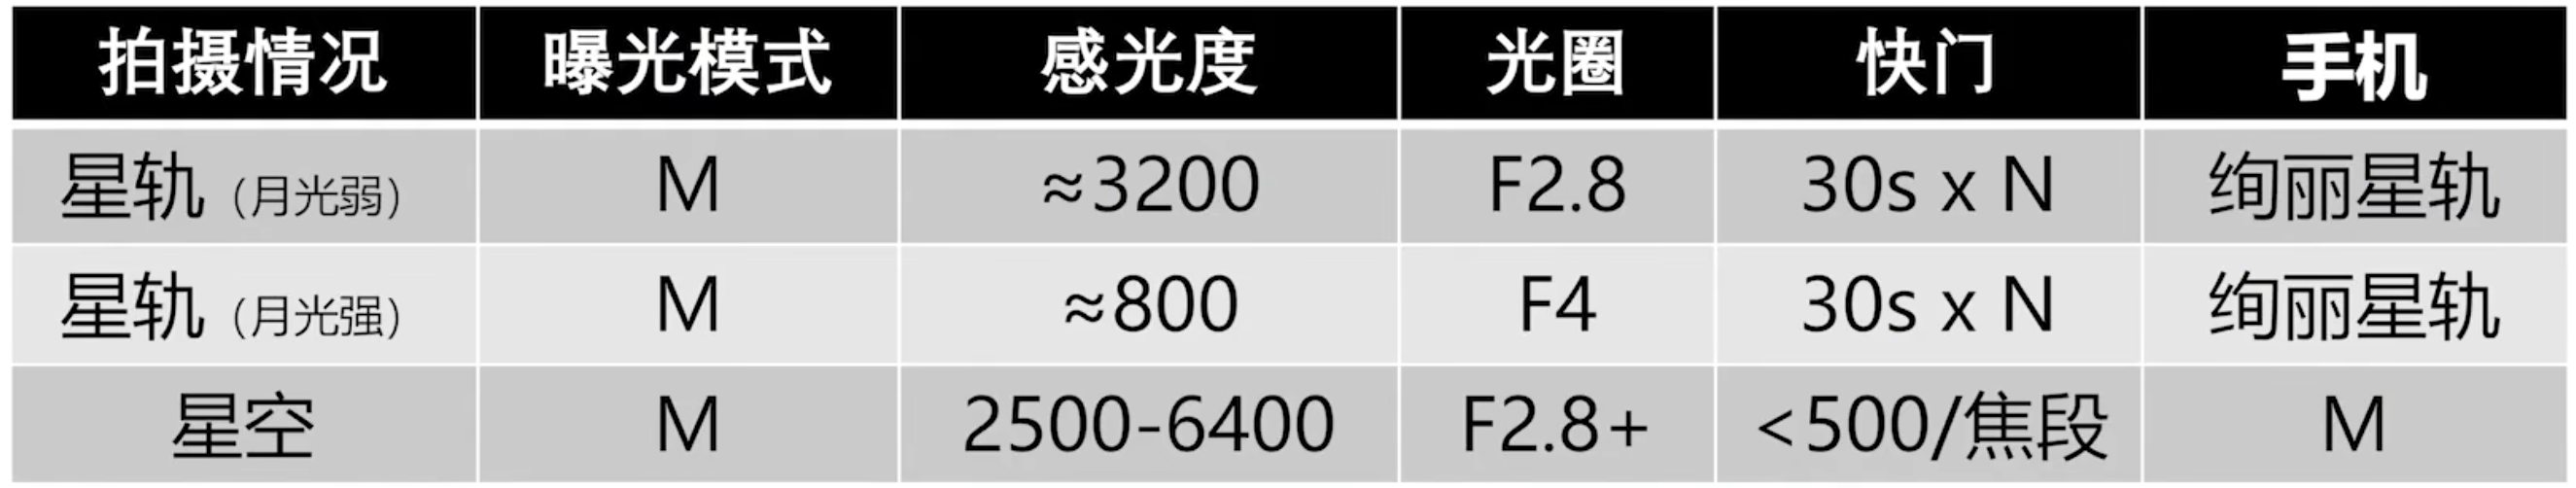 拍摄情况 曝光模式 感光度 光圈 快门 手机
星轨（月光弱） M ≈3200 F2.8 30s x N 绚丽星轨
星轨（月光强） M ≈800 F4 30s x N 绚丽星轨
星空 M 2500-6400 F2.8+ <500/焦段 M